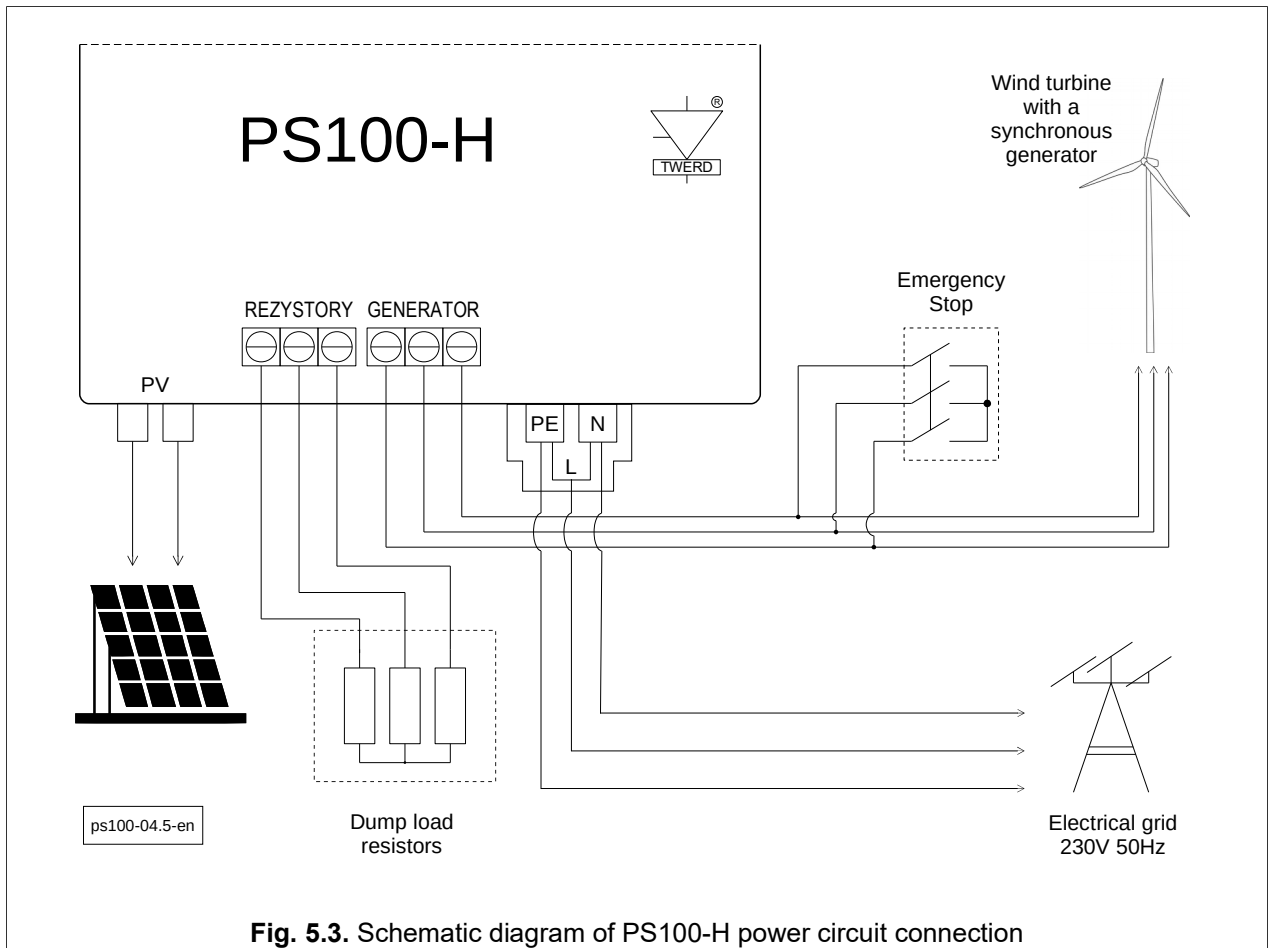 PS100-H
®
TWERD
Wind turbine
with a
synchronous
generator
Emergency
Stop
REZYSTORY GENERATOR
PV
PE N
L
ps100-04.5-en
Dump load
resistors
Electrical grid
230V 50Hz
Fig. 5.3. Schematic diagram of PS100-H power circuit connection